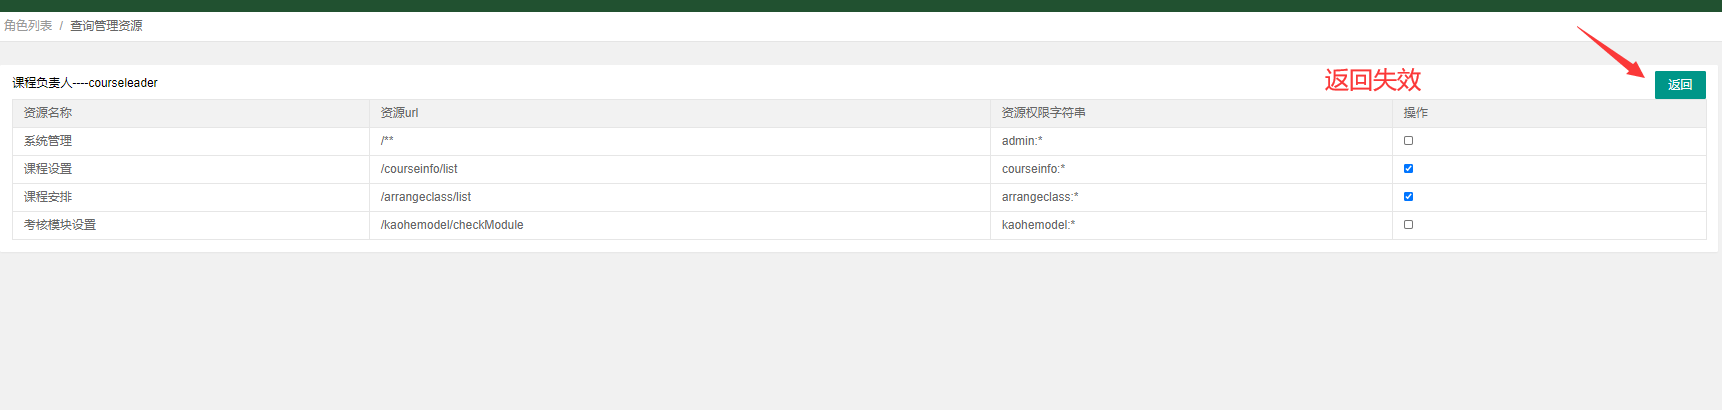 角色列表 / 查询管理资源
返回失效
课程负责人----courseleader 返回
资源名称 资源url 资源权限字符串 操作
系统管理 /** admin:*
课程设置 /courseinfo/list courseinfo:*
课程安排 /arrangeclass/list arrangeclass:*
考核模块设置 /kaohemodel/checkModule kaohemodel:*